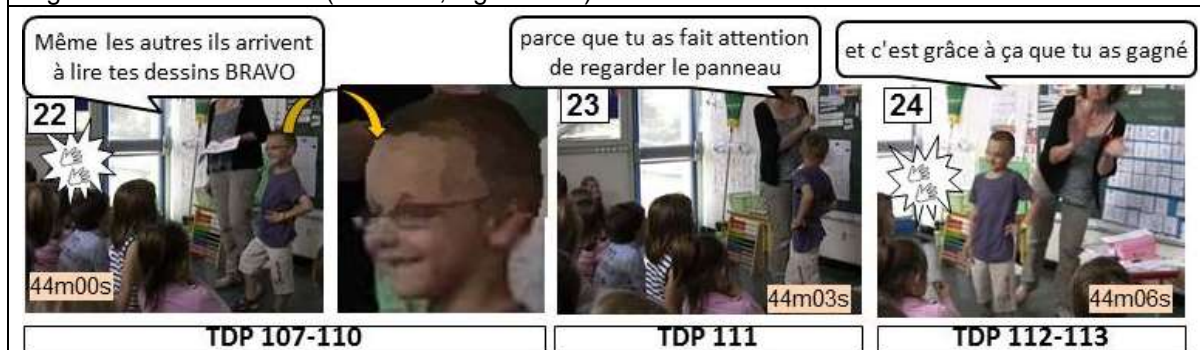 Même les autres ils arrivent
à lire tes dessins BRAVO
parce que tu as fait attention
de regarder le panneau
et c'est grâce à ça que tu as gagné
22
23
24
44m00s
44m03s
44m06s
TDP 107-110
TDP 111
TDP 112-113